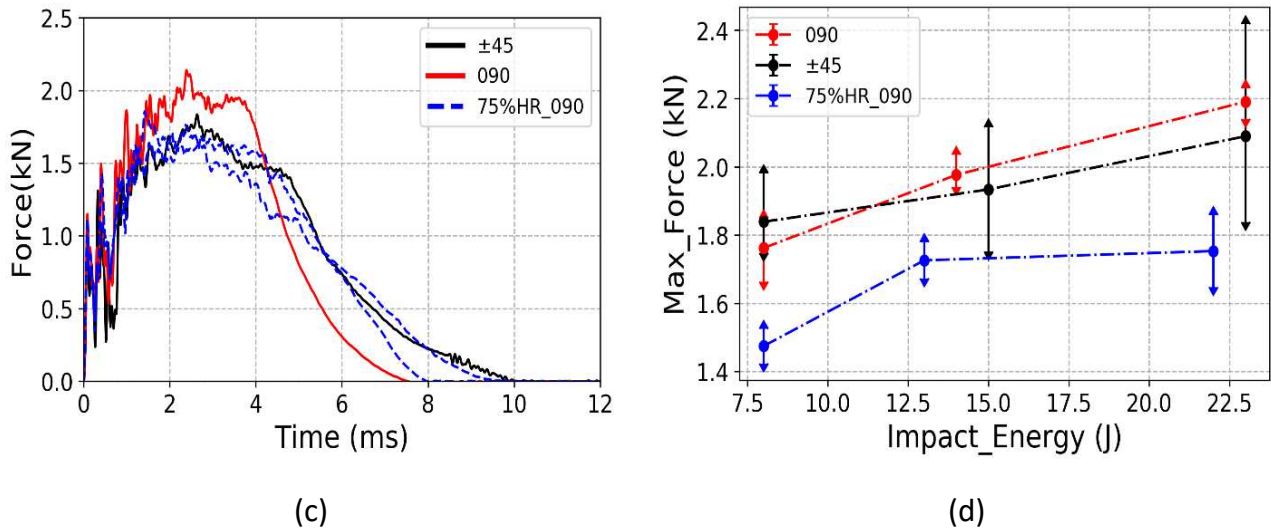 2.5
2.0
1.5
1.0
0.5
0.0
Force(kN)
±45
090
75%HR_090
0 2 4 6 8 10 12
Time (ms)
(c)
2.4
2.2
2.0
1.8
1.6
1.4
Max_Force (kN)
090
±45
75%HR_090
7.5 10.0 12.5 15.0 17.5 20.0 22.5
Impact_Energy (J)
(d)